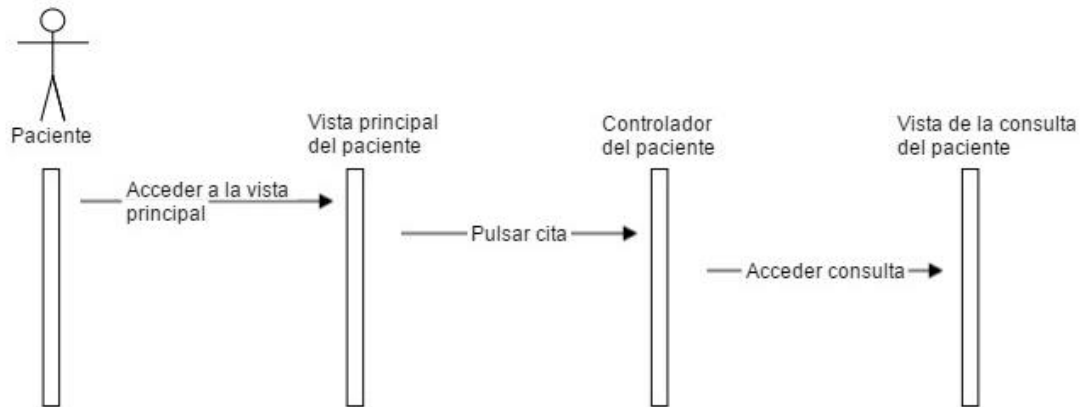 Paciente
Vista principal
del paciente
Controlador
del paciente
Vista de la consulta
del paciente
Acceder a la vista
principal
Pulsar cita
Acceder consulta